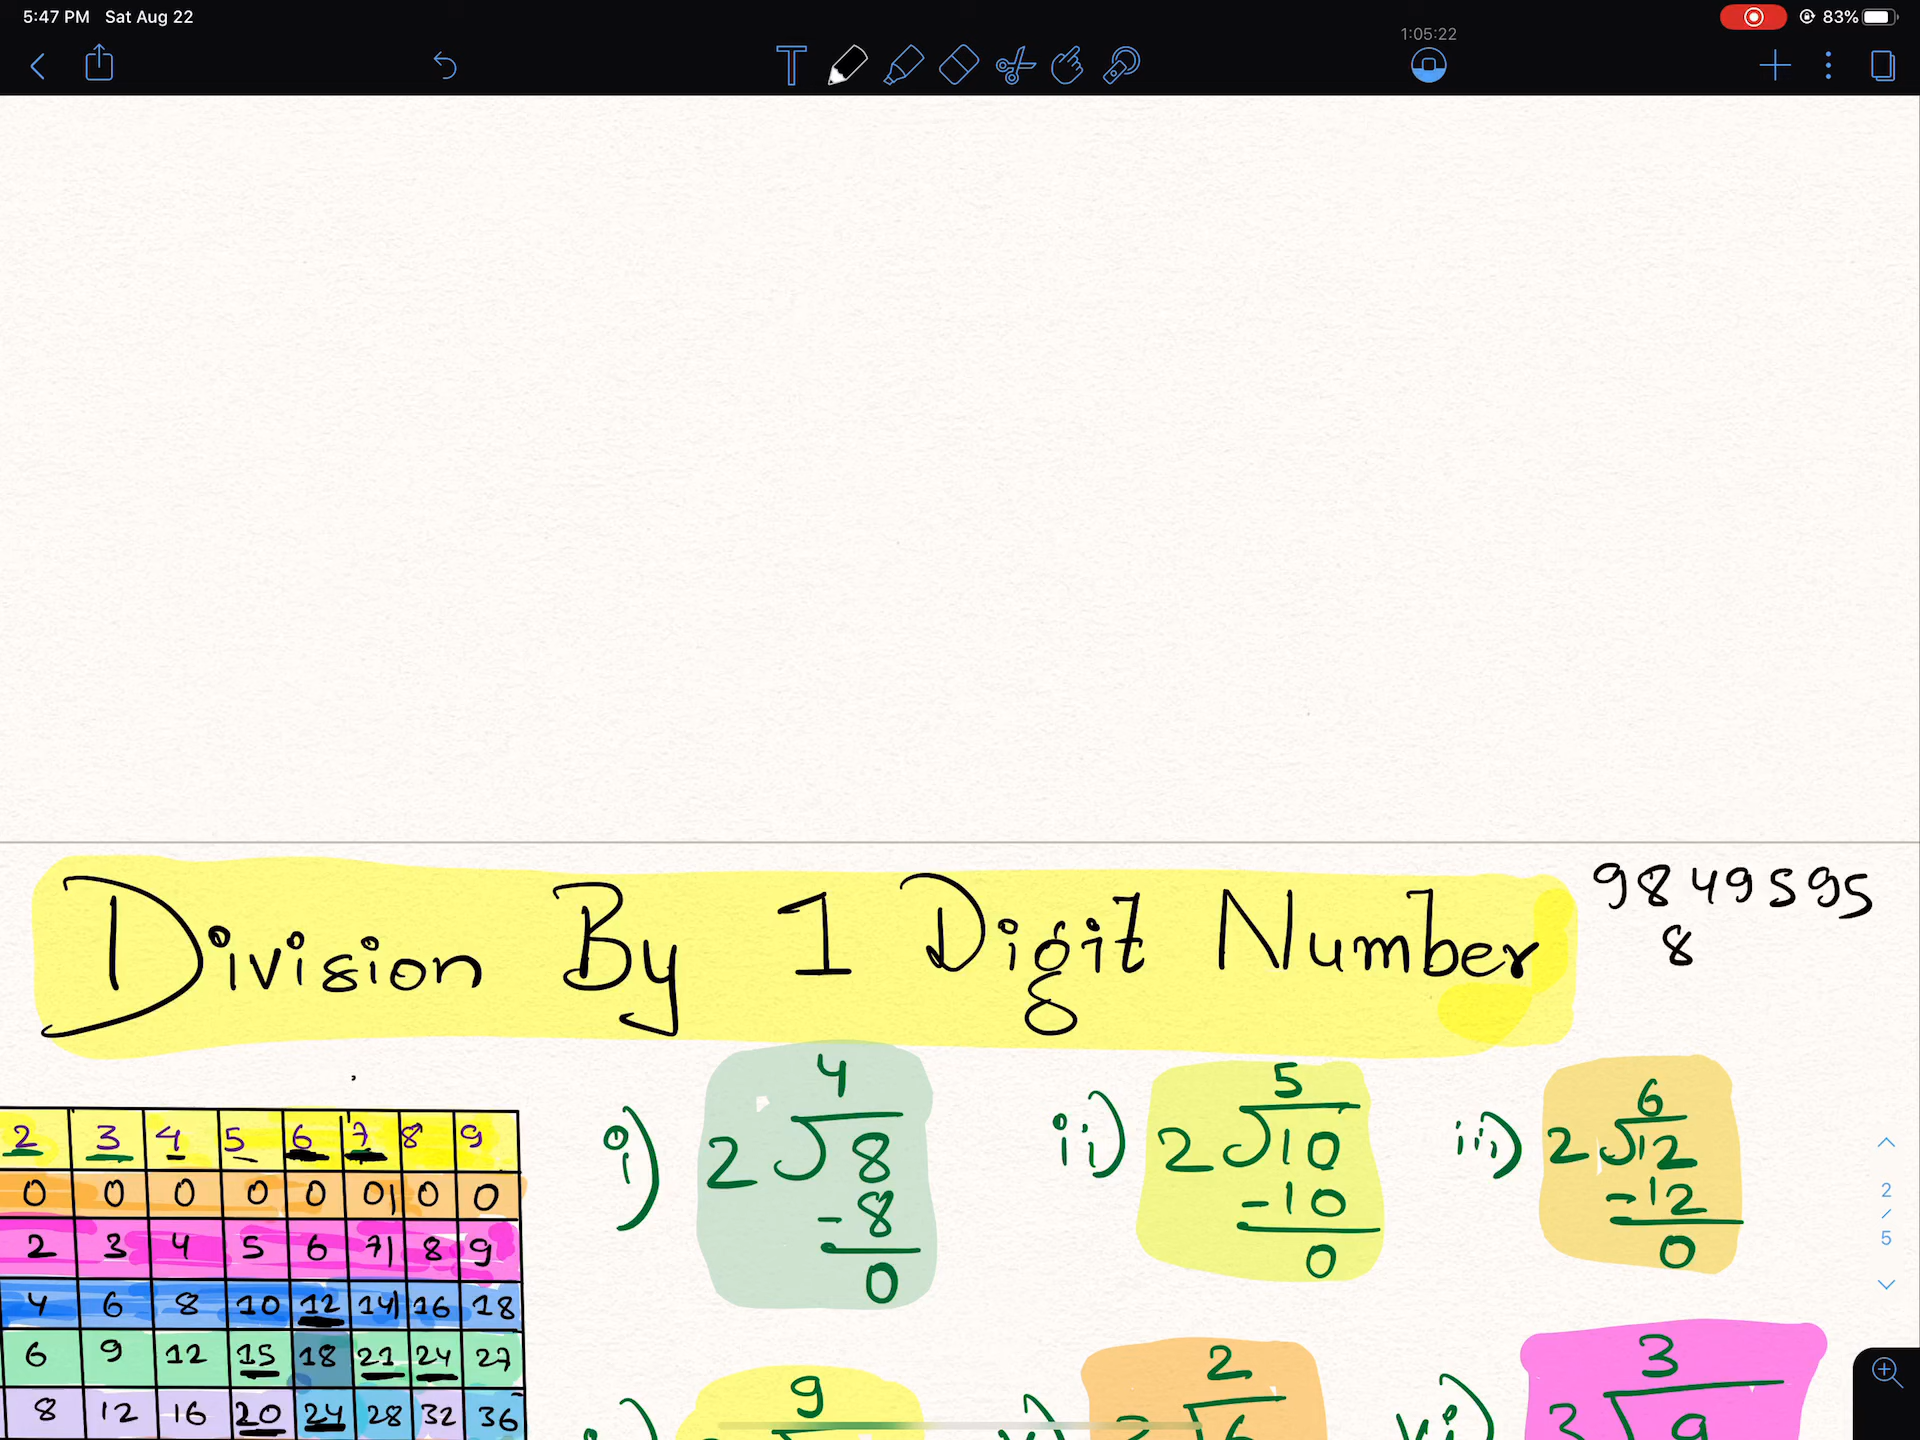 5:47 PM Sat Aug 22
83%
1:05:22
T
Division By 1 Digit Number
9849595
8
i) 2 8 4
-8
0
ii) 2 10 5
-10
0
iii) 2 12 6
-12
0
2 3 4 5 6 7 8 9
0 0 0 0 0 0 0 0
2 3 4 5 6 7 8 9
4 6 8 10 12 14 16 18
6 9 12 15 18 21 24 27
8 12 16 20 24 28 32 36
9
2
6
vi) 3 9 3
2
/
5